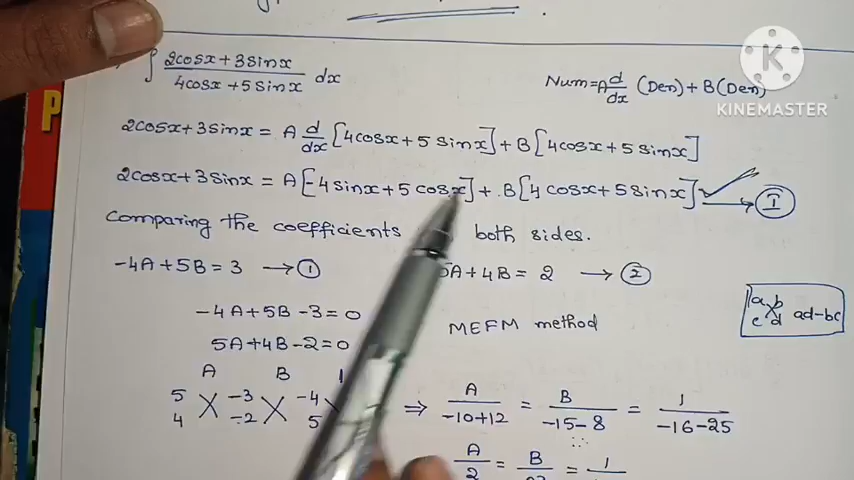 ∫ 2cosx+3sinx / 4cosx+5sinx dx
Num=A d/dx (Den)+B(Den)
K
KINEMASTER
2cosx+3sinx = A d/dx [4cosx+5sinx]+B[4cosx+5sinx]
2cosx+3sinx = A[-4sinx+5cosx]+B[4cosx+5sinx] → I
Comparing the coefficients both sides.
-4A+5B=3 → 1
5A+4B=2 → 2
-4A+5B-3=0
5A+4B-2=0
MEFM method
a b
c d
ad-bc
A B 1
5 -3 -4
4 -2 5
⇒ A/-10+12 = B/-15-8 = 1/-16-25
A/2 = B/ = 1/